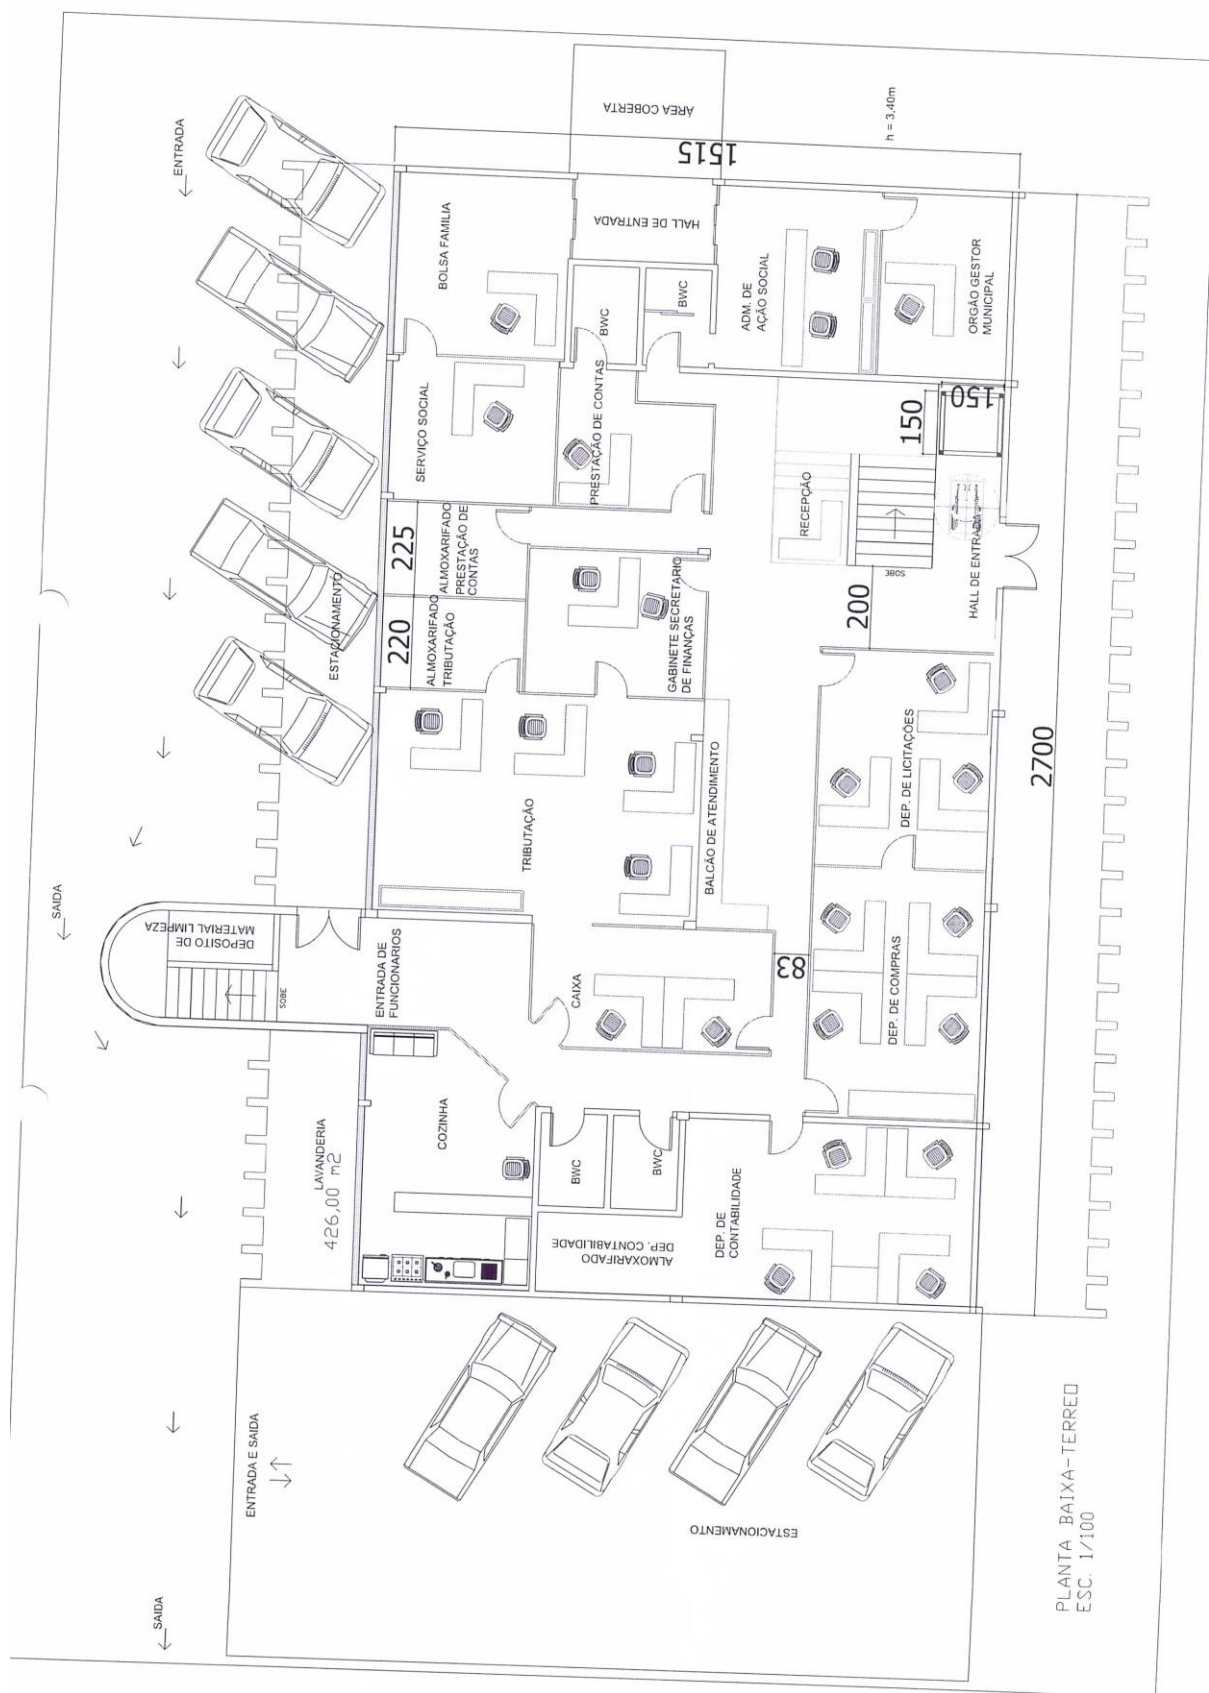 ÁREA COBERTA
h = 3,40m
1515
ENTRADA
BOLSA FAMILIA
HALL DE ENTRADA
BWC
BWC
ADM. DE
AÇÃO SOCIAL
ORGÃO GESTOR
MUNICIPAL
SERVIÇO SOCIAL
PRESTAÇÃO DE CONTAS
150
150
RECEPÇÃO
SOBE
HALL DE ENTRADA
200
225
ALMOXARIFADO
PRESTAÇÃO DE
CONTAS
220
ALMOXARIFADO
TRIBUTAÇÃO
GABINETE SECRETARIO
DE FINANÇAS
ESTACIONAMENTO
TRIBUTAÇÃO
BALCÃO DE ATENDIMENTO
DEP. DE LICITAÇÕES
2700
SAIDA
DEPOSITO DE
MATERIAL LIMPEZA
SOBE
ENTRADA DE
FUNCIONARIOS
CAIXA
83
DEP. DE COMPRAS
LAVANDERIA
426,00 m2
COZINHA
BWC
BWC
ALMOXARIFADO
DEP. CONTABILIDADE
DEP. DE
CONTABILIDADE
ENTRADA E SAIDA
ESTACIONAMENTO
SAIDA
PLANTA BAIXA-TERREO
ESC. 1/100